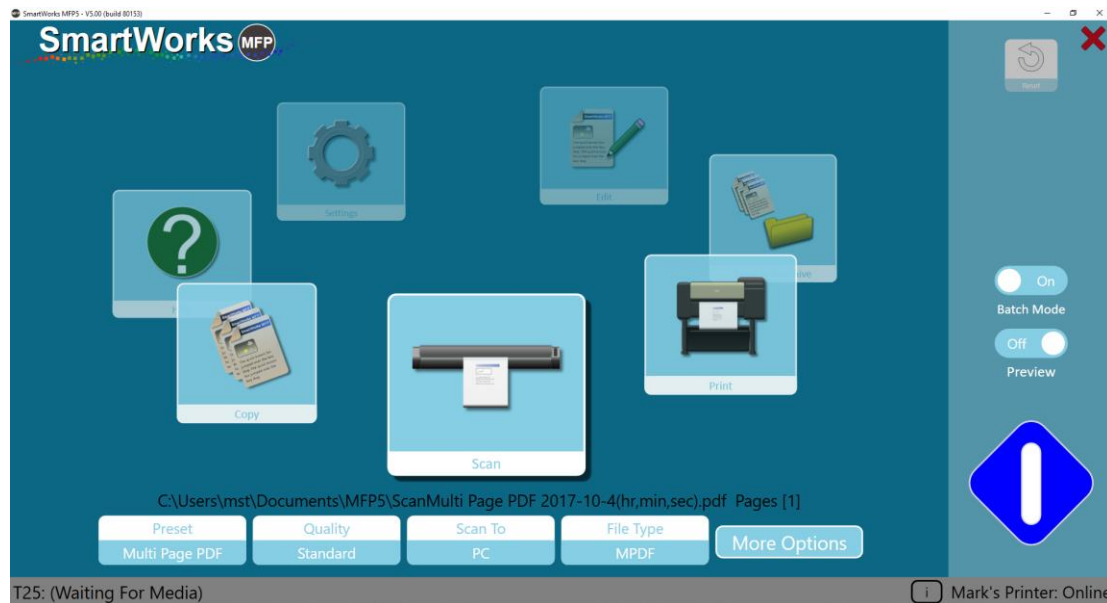 SmartWorks MFP5 - V5.00 (build 80153)
SmartWorks MFP
Reset
Settings
Edit
Copy
Scan
Print
On
Batch Mode
Off
Preview
C:\Users\mst\Documents\MFP5\ScanMulti Page PDF 2017-10-4(hr,min,sec).pdf Pages [1]
Preset
Quality
Scan To
File Type
Multi Page PDF
Standard
PC
MPDF
More Options
T25: (Waiting For Media)
i
Mark's Printer: Online